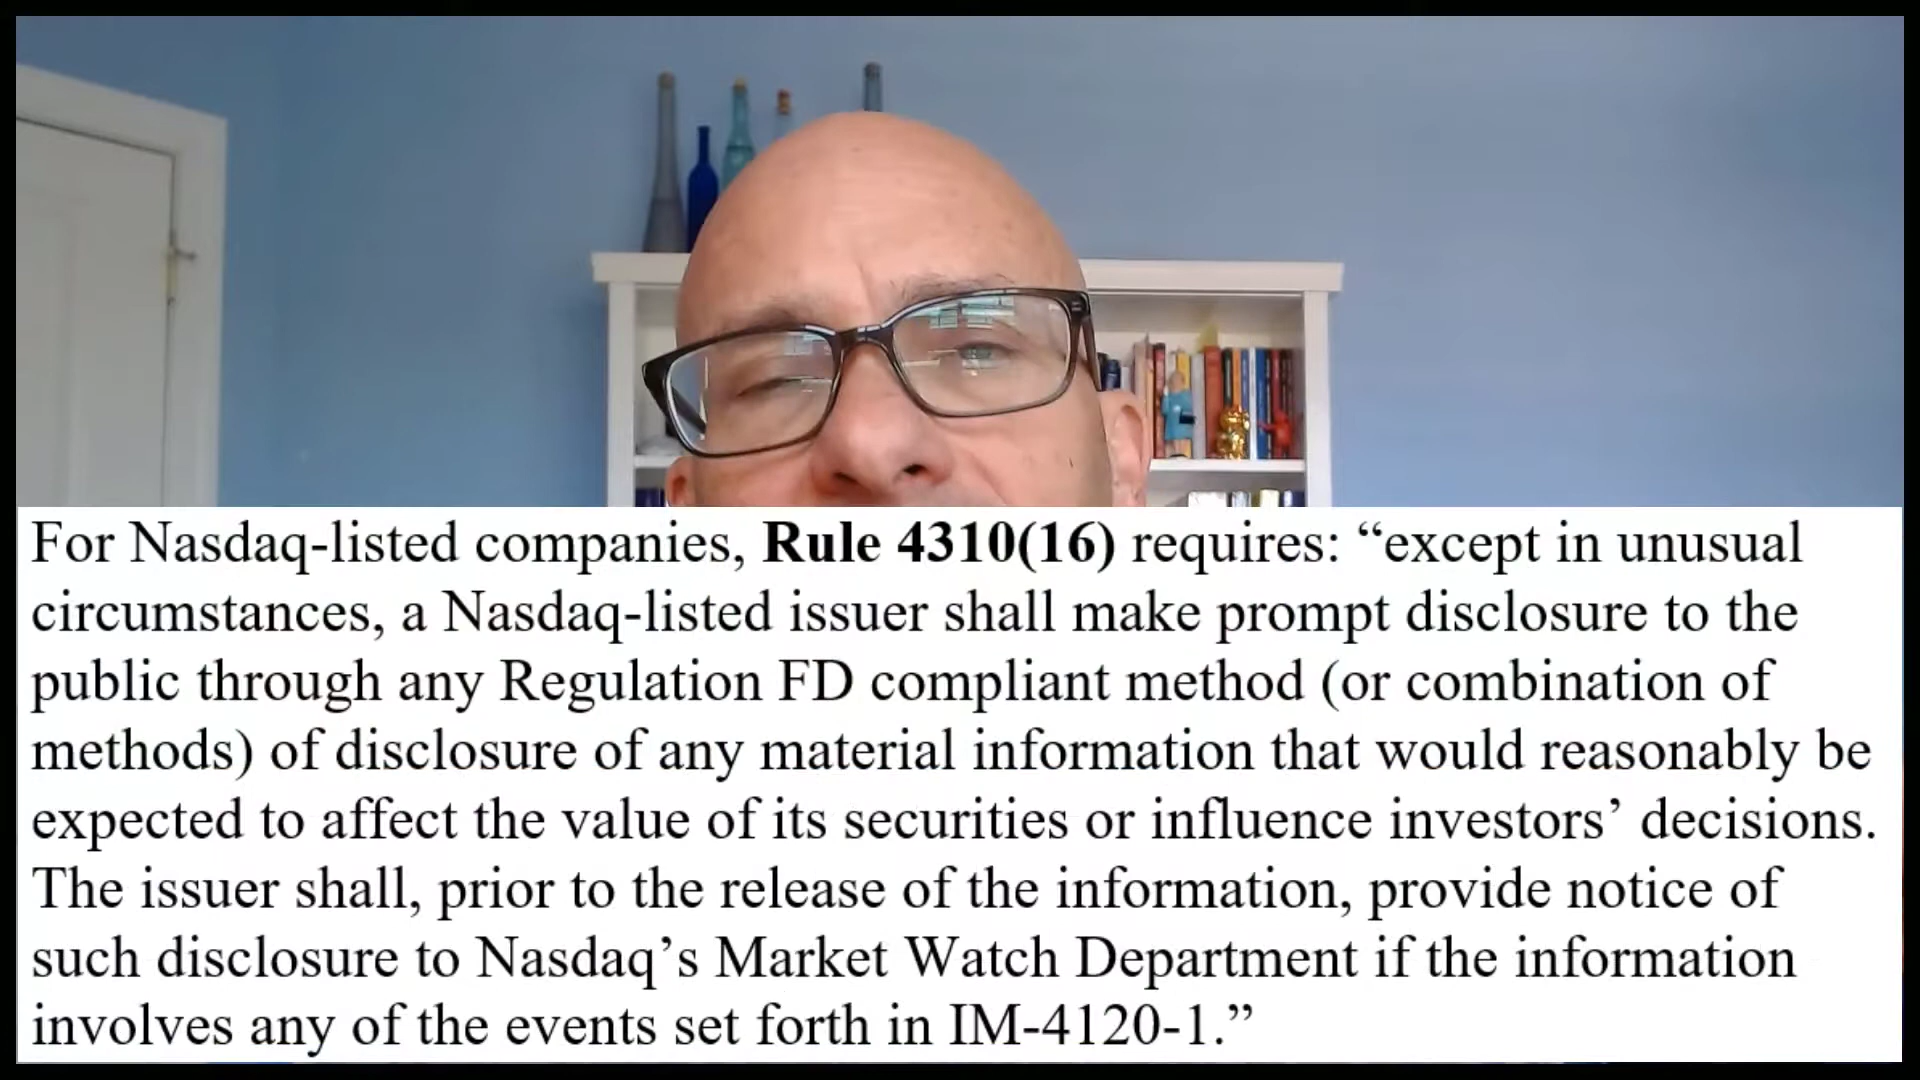 For Nasdaq-listed companies, Rule 4310(16) requires: “except in unusual
circumstances, a Nasdaq-listed issuer shall make prompt disclosure to the
public through any Regulation FD compliant method (or combination of
methods) of disclosure of any material information that would reasonably be
expected to affect the value of its securities or influence investors’ decisions.
The issuer shall, prior to the release of the information, provide notice of
such disclosure to Nasdaq’s Market Watch Department if the information
involves any of the events set forth in IM-4120-1.”